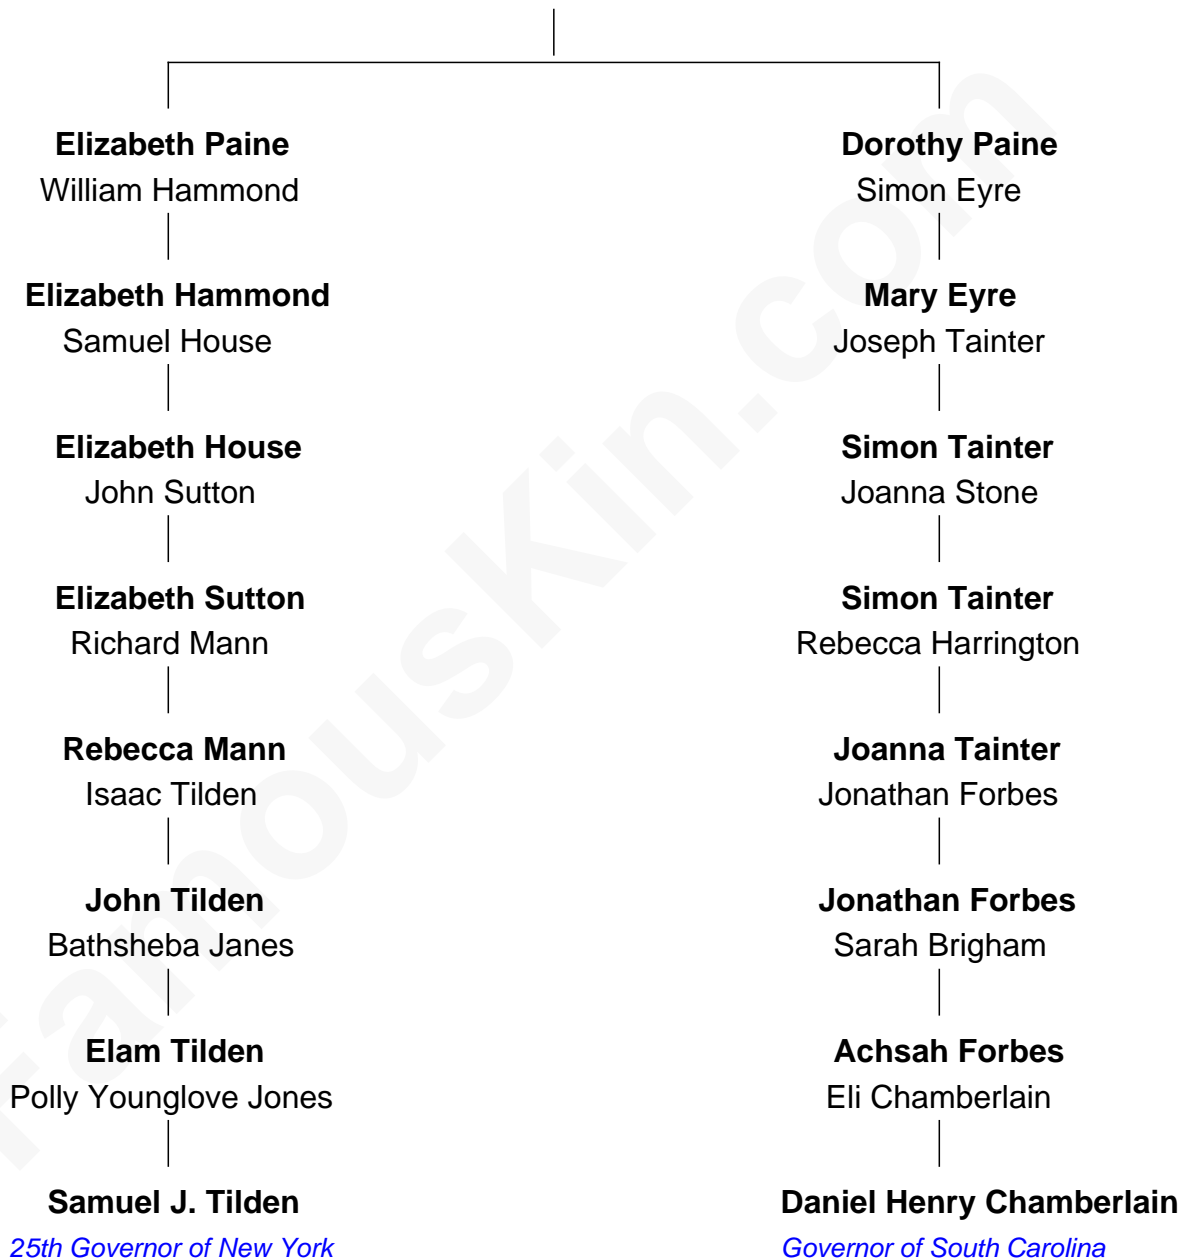 Elizabeth Paine
William Hammond
Dorothy Paine
Simon Eyre
Elizabeth Hammond
Samuel House
Mary Eyre
Joseph Tainter
Elizabeth House
John Sutton
Simon Tainter
Joanna Stone
Elizabeth Sutton
Richard Mann
Simon Tainter
Rebecca Harrington
Rebecca Mann
Isaac Tilden
Joanna Tainter
Jonathan Forbes
John Tilden
Bathsheba Janes
Jonathan Forbes
Sarah Brigham
Elam Tilden
Polly Younglove Jones
Achsah Forbes
Eli Chamberlain
Samuel J. Tilden
25th Governor of New York
Daniel Henry Chamberlain
Governor of South Carolina
FamousKin.com